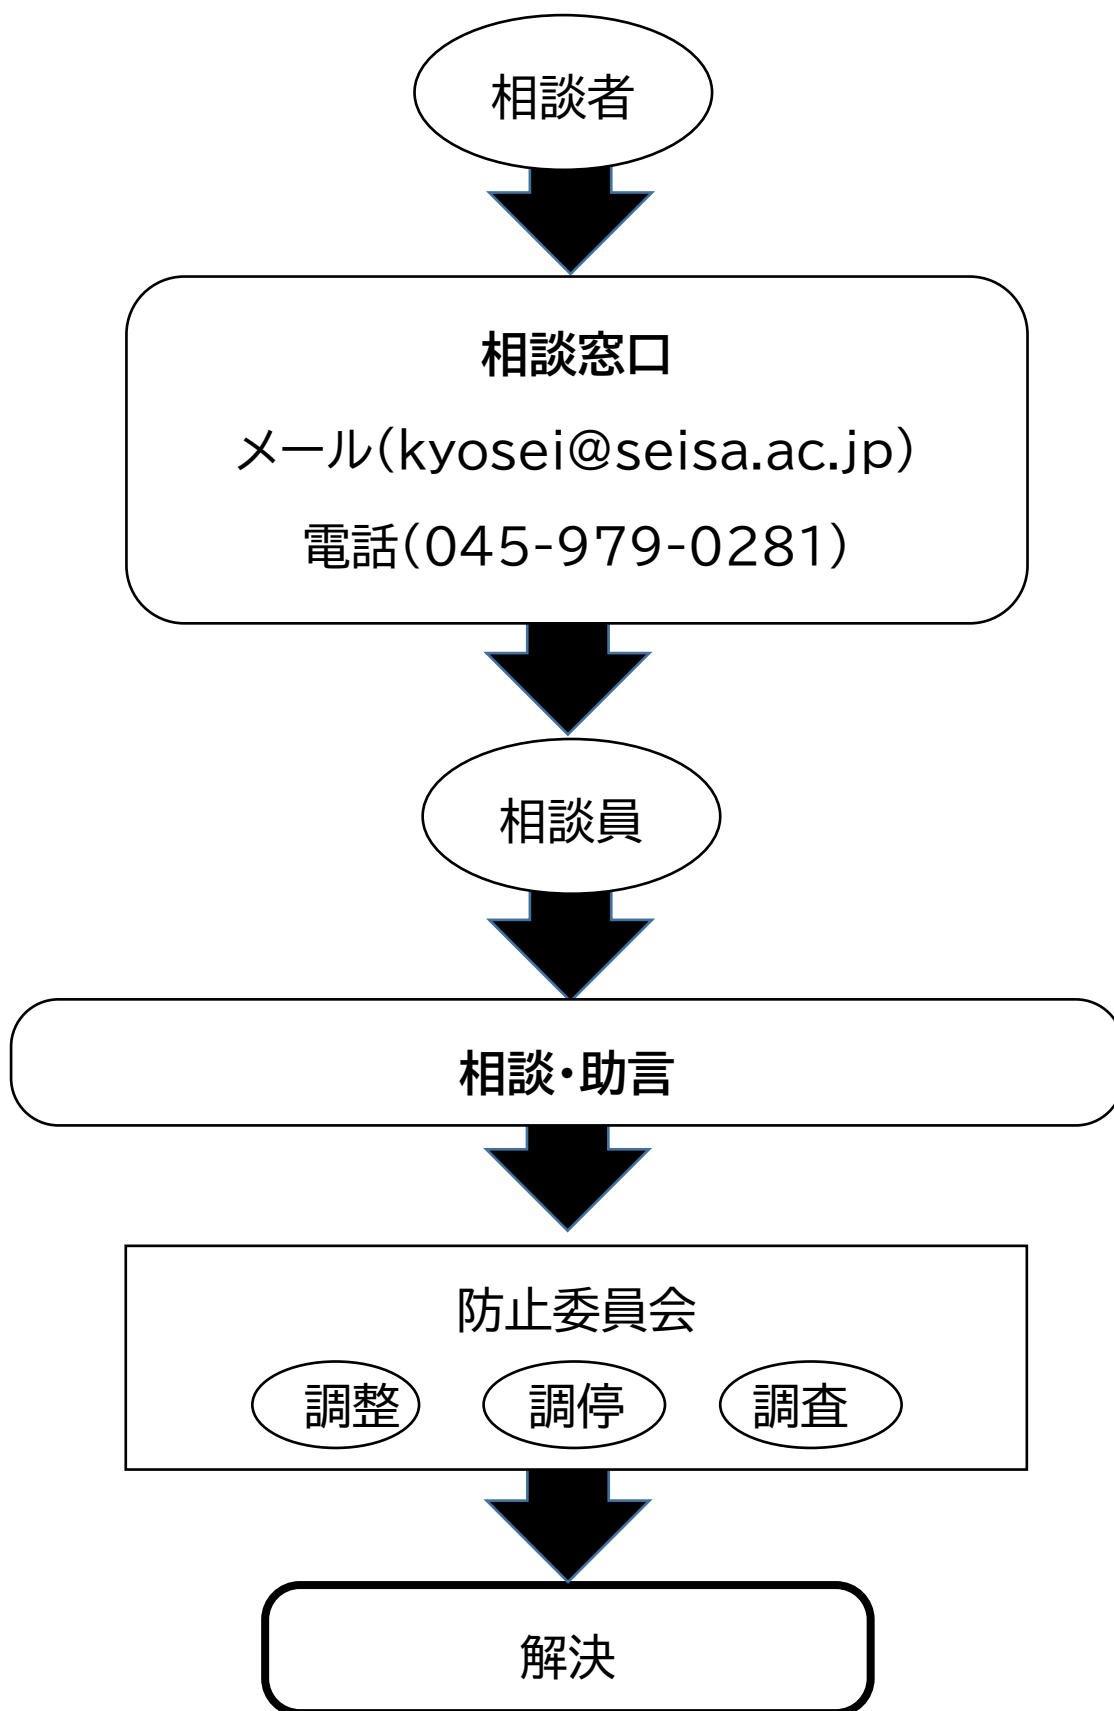 相談者
相談窓口
メール(kyosei@seisa.ac.jp)
電話(045-979-0281)
相談員
相談・助言
防止委員会
調整 調停 調査
解決